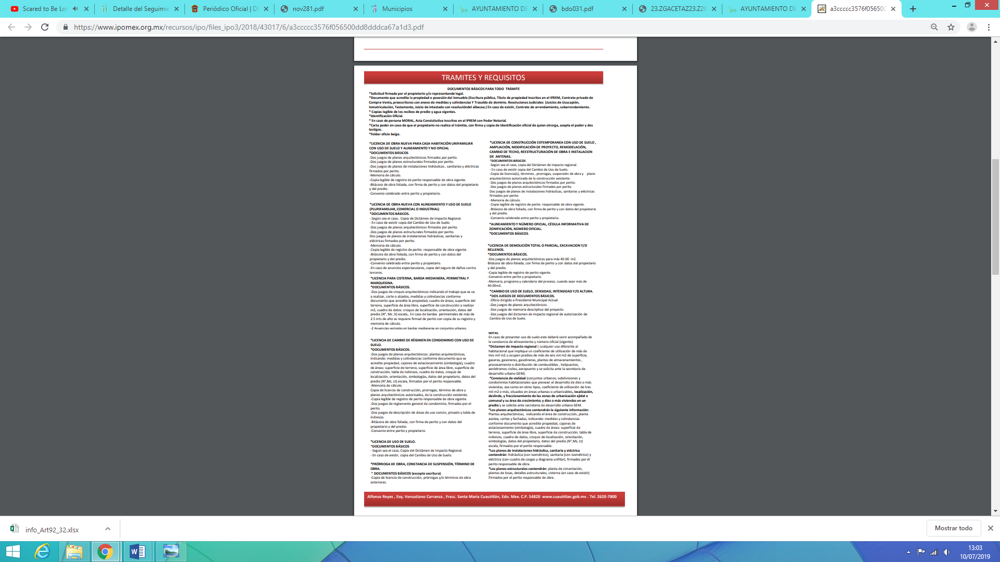 Scared to Be Lon
Detalle del Seguimie
Periódico Oficial | Di
nov281.pdf
Municipios
AYUNTAMIENTO DE
bdo031.pdf
23.ZGACETAZ23.Z20
AYUNTAMIENTO DE
a3ccccc3576f056500
https://www.ipomex.org.mx/recursos/ipo/files_ipo3/2018/43017/6/a3ccccc3576f056500dd8dddca67a1d3.pdf
TRAMITES Y REQUISITOS
DOCUMENTOS BÁSICOS PARA TODO TRÁMITE
*Solicitud firmada por el propietario y/o representande legal.
*Documento que acredite la propiedad o posesión del inmueble (Escritura pública, Título de propiedad inscritos en el IFREM, Contrato privado de
Compra-Venta, preescrituras con anexo de medidas y colindancias Y Trasaldo de dominio. Resoluciones Judiciales (Juicios de Usucapión,
Inmatriculación, Testamento, Juicio de Intestado con resolucióndel albacea.) En caso de existir, Contrato de arrendamiento, subarrendamiento.
* Copias legible de los recibos de predio y agua vigentes.
*Identificación Oficial.
* En caso de persona MORAL, Acta Constsitutiva inscritos en el IFREM con Poder Notarial.
*Carta poder en caso de que el propietario no realice el trámite, con firma y copia de Identificación oficial de quien otrorga, acepta el poder y dos
testigos.
*Folder oficio beige.
*LICENCIA DE OBRA NUEVA PARA CASA HABITACIÓN UNIFAMILIAR
CON USO DE SUELO Y ALINEAMIENTO Y NO OFICIAL
*DOCUMENTOS BÁSICOS.
-Dos juegos de planos arquitectónicos firmados por perito.
-Dos juegos de planos estructurales firmados por perito.
-Dos juegos de planos de instalaciones hidráulicas , sanitarias y eléctricas
firmados por perito.
-Memoria de cálculo.
-Copia legible de registro de perito responsable de obra vigente.
-Bitácora de obra foliada, con firma de perito y con datos del propietario
y del predio.
-Convenio celebrado entre perito y propietario.
*LICENCIA DE OBRA NUEVA CON ALINEAMIENTO Y USO DE SUELO
(PLURIFAMILIAR, COMERCIAL O INDUSTRIAL)
*DOCUMENTOS BÁSICOS.
- Según sea el caso, Copia de Dictámen de Impacto Regional.
- En caso de existir copia del Cambio de Uso de Suelo.
-Dos juegos de planos arquitectónicos firmados por perito.
-Dos juegos de planos estructurales firmados por perito.
Dos juegos de planos de instalaciones hidráulicas, sanitarias y
eléctricas firmados por perito.
-Memoria de cálculo.
-Copia legible de registro de perito responsable de obra vigente.
-Bitácora de obra foliada, con firma de perito y con datos del
propietario y del predio.
-Convenio celebrado entre perito y propietario.
-En caso de anuncios espectaculares, copia del seguro de daños contra
terceros.
*LICENCIA PARA CISTERNA, BARDA MEDIANERA, PERIMETRAL Y
MARQUESINA.
*DOCUMENTOS BÁSICOS.
-Dos juegos de croquis arquitectónicos indicando el trabajo que se va
a realizar, corte o alzados, medidas y colindancias conforme
documento que acredite la propiedad, cuadro de áreas, superficie del
terreno, superficie de área libre, superficie de construcción a realizar
m2, cuadro de datos: croquis de localización, orientación, datos del
predio (N°, Mz ,lt) escala,. En caso de bardas perimetrales de más de
2.5 mts de alto se requiere firmad de perito con copia de su registro y
memoria de cálculo.
-2 Anuencias vecinales en bardas medianeras en conjuntos urbanos.
*LICENCIA DE CAMBIO DE RÉGIMEN EN CONDOMINIO CON USO DE
SUELO.
*DOCUMENTOS BÁSICOS.
-Dos juegos de planos arquitectónicos: plantas arquitectónicas,
indicando: medidas y colindancias conforme documento que se
acredite propiedad, cajones de estacionamiento (simbología), cuadro
de áreas: superficie de terreno, superficie de área libre, superficie de
construcción, tabla de indivisos, cuadro de datos, croquis de
localización, orientación, simbologías, datos del propietario, datos del
predio (N°,Mz, Lt) escala, firmados por el perito responsable.
-Memoria de cálculo.
Copia de licencia de construcción, prorrogas, término de obra y
planos arquitectónicos autorizados, de la construcción existente.
-Copia legible de registro de perito responsable de obra vigente.
-Dos juegos de reglamento general de condominio, firmados por el
perito.
-Dos juegos de descripción de áreas de uso común, privado y tabla de
indivisos.
-Bitácora de obra foliada, con firma de perito y con datos del
propietario y del predio.
-Convenio entre perito y propietario.
*LICENCIA DE USO DE SUELO.
*DOCUMENTOS BÁSICOS
- Según sea el caso, Copia del Dictámen de Impacto Regional.
- En caso de existir, copia del Cambio de Uso de Suelo.
*PRÓRROGA DE OBRA, CONSTANCIA DE SUSPENSIÓN, TÉRMINO DE
OBRA.
* DOCUMENTOS BÁSICOS (excepto escritura).
-Copia de licencia de construcción, prórrogas y/o términos de obra
anteriores.
*LICENCIA DE CONSTRUCCIÓN EXTEMPORANEA CON USO DE SUELO ,
AMPLIACIÓN, MODIFICACIÓN DE PROYECTO, REMODELACIÓN,
CAMBIO DE TECHO, REESTRUCTURACIÓN DE OBRA E INSTALACION
DE ANTENAS.
*DOCUMENTOS BÁSICOS
-Según sea el caso, copia del Dictámen de impacto regional .
- En caso de existir copia del Cambio de Uso de Suelo.
-Copia de licencia(s), términos , prorrogas, suspensión de obra y plano
arquitectónico autorizado de la construcción existente.
-Dos juegos de planos arquitectónicos firmados por perito.
-Dos juegos de planos estructurales firmados por perito.
Dos juegos de planos de instalaciones hidráulicas, sanitarias y eléctricas
firmados por perito.
-Memoria de cálculo.
-Copia legible de registro de perito responsable de obra vigente.
-Bitácora de obra foliada, con firma de perito y con datos del propietario
y del predio.
-Convenio celebrado entre perito y propietario.
*ALINEAMIENTO Y NÚMERO OFICIAL, CÉDULA INFORMATIVA DE
ZONIFICACIÓN, NÚMERO OFICIAL.
*DOCUMENTOS BÁSICOS.
*LICENCIA DE DEMOLICIÓN TOTAL O PARCIAL, EXCAVACION Y/O
RELLENOS.
*DOCUMENTOS BÁSICOS.
-Dos juegos de planos arquitectónicos para más 40.00 m2.
Bitácora de obra foliada, con firma de perito y con datos del propietario
y del predio.
-Copia legible de registro de perito vigente.
-Convenio entre perito y propietario.
-Memoria, programa y calendario del proceso, cuando sean más de
40.00m2.
*CAMBIO DE USO DE SUELO, DENSIDAD, INTENSIDAD Y/O ALTURA.
*DOS JUEGOS DE DOCUMENTOS BÁSICOS.
-Oficio dirigido a Presidente Municipal Actual.
-Dos juegos de planos arquitectónicos .
-Dos juegos de memoria descriptiva del proyecto.
-Dos juegos del dictamen de impacto regional de autorización de
Cambio de Uso de Suelo.
NOTAS.
En caso de presentar uso de suelo este deberá venir acompañado de
la constancia de alineamiento y número oficial (vigente).
*Dictamen de impacto regional ( cualquier uso diferente al
habitacional que implique un coeficiente de utilización de más de
tres mil m2 u ocupen predios de más de seis mil m2 de superficie,
gaseras, gasoneras, gasolineras, plantas de almacenamientos ,
procesamiento o distribución de combustibles , helipuertos,
aeródromos civiles, aeropuerto y se solicita ante la secretaria de
desarrollo urbano GEM).
*Constancia de vialidad (conjuntos urbanos; subdivisiones y
condominios habitacionales que prevean el desarrollo de diez o más
viviendas, asa como en otros tipos, coeficiente de utilización de tres
mil m2 o más, situados en áreas urbanas o urbanizables, localización,
deslinde, y fraccionamiento de las zonas de urbanización ejidal o
comunal y su área de crecimiento; y diez o más viviendas en un
predio y se solicita ante secretaria de desarrollo urbano GEM.
*Los planos arquitectónicos contendrán la siguiente información:
Plantas arquitectónicas, indicando el área de construcción, planta
azotea, cortes y fachadas, indicando: medidas y colindancias
conforme documento que acredite propiedad, cajones de
estacionamiento (simbología), cuadro de áreas: superficie de
terreno, superficie de área libre, superficie de construcción, tabla de
indivisos, cuadro de datos, croquis de localización, orientación,
simbologías, datos del propietario, datos del predio (N°,Mz, Lt)
escala, firmados por el perito responsable.
*Los planos de instalaciones hidráulica, sanitaria y eléctrica
contendrán: hidráulica (con isométrico), sanitaria (con isométrico) y
eléctrica (con cuadro de cargas y diagrama unifilar), firmados por él
perito responsable de obra.
*Los planos estructurales contendrán: planta de cimentación,
plantas de losas, detalles estructurales, cisterna (en caso de existir).
Firmados por el perito responsable de obra .
Alfonso Reyes , Esq. Venustiano Carranza , Fracc. Santa Maria Cuautitlán, Edo. Mex. C.P. 54820 www.cuautitlan.gob.mx . Tel. 2620-7800
info_Art92_32.xlsx
Mostrar todo
13:03
10/07/2019